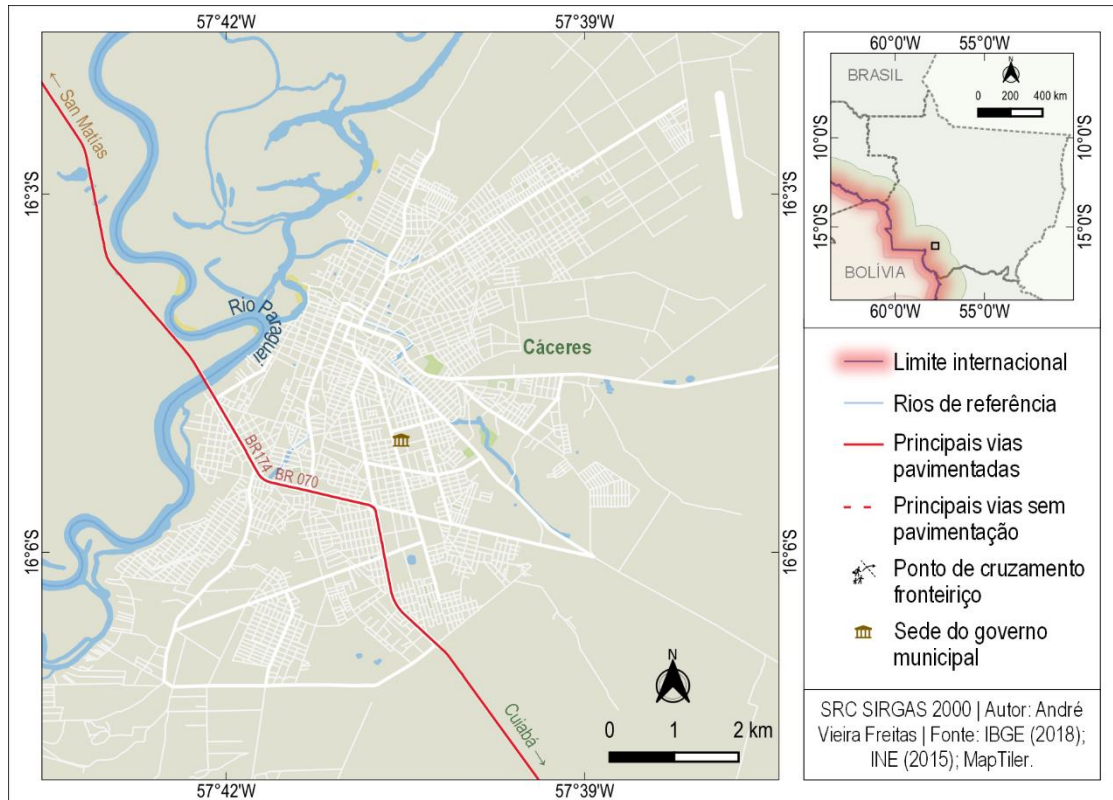 57°42'W
57°39'W
16°3'S
16°6'S
← San Matías
Rio Paraguai
Cáceres
BR174 BR 070
Cuiabá →
N
0 1 2 km
16°3'S
16°6'S
57°42'W
57°39'W
60°0'W
55°0'W
BRASIL
N
0 200 400 km
10°0'S
10°0'S
15°0'S
15°0'S
BOLÍVIA
60°0'W
55°0'W
Limite internacional
Rios de referência
Principais vias
pavimentadas
Principais vias sem
pavimentação
Ponto de cruzamento
fronteiriço
Sede do governo
municipal
SRC SIRGAS 2000 | Autor: André
Vieira Freitas | Fonte: IBGE (2018);
INE (2015); MapTiler.